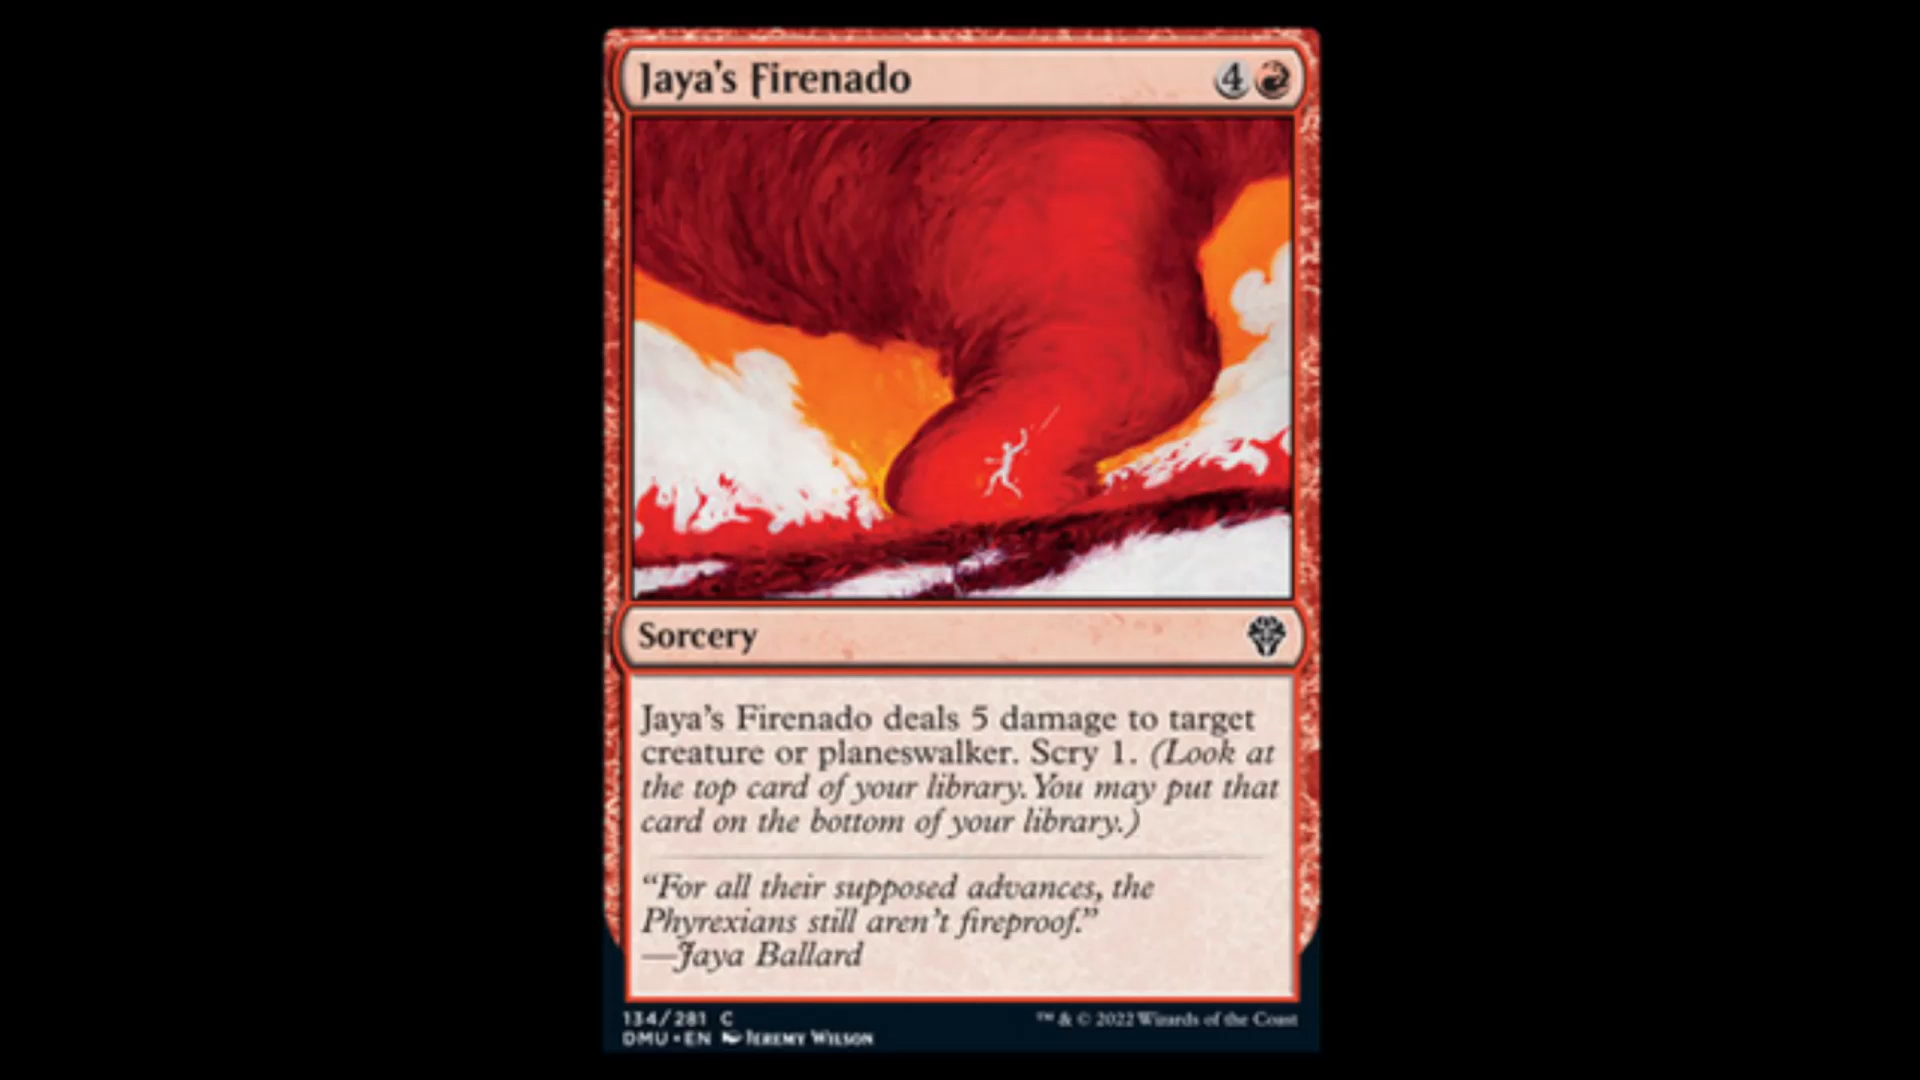 Jaya's Firenado 4
Sorcery
Jaya's Firenado deals 5 damage to target
creature or planeswalker. Scry 1. (Look at
the top card of your library. You may put that
card on the bottom of your library.)
“For all their supposed advances, the
Phyrexians still aren't fireproof.”
—Jaya Ballard
134/281 C
™ & © 2022 Wizards of the Coast
DMU • EN Jeremy Wilson